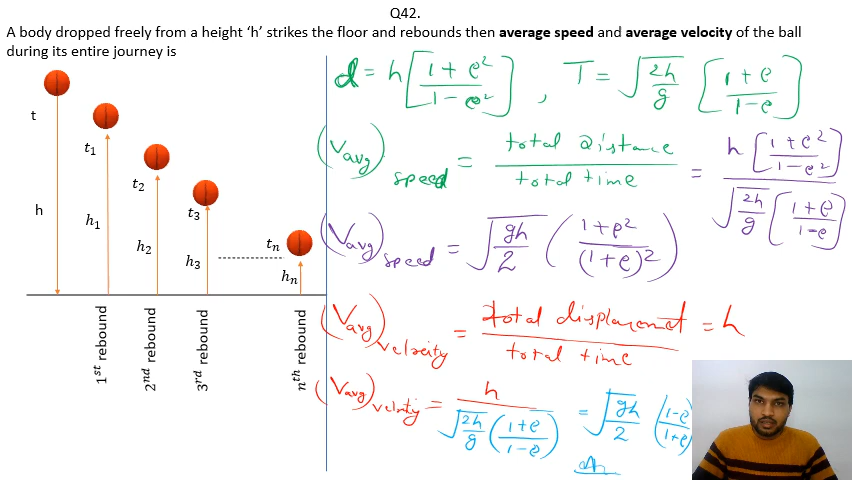 Q42.
A body dropped freely from a height ‘h’ strikes the floor and rebounds then average speed and average velocity of the ball
during its entire journey is
t
h
t₁
h₁
t₂
h₂
t₃
h₃
tₙ
hₙ
1ˢᵗ rebound
2ⁿᵈ rebound
3ʳᵈ rebound
nᵗʰ rebound
d = h [ (1 + e²) / (1 - e²) ] , T = √(2h/g) [ (1 + e) / (1 - e) ]
(Vavg)speed = total distance / total time = h [ (1 + e²) / (1 - e²) ] / √(2h/g) [ (1 + e) / (1 - e) ]
(Vavg)speed = √(gh/2) ( (1 + e²) / (1 + e)² )
(Vavg)velocity = total displacemet / total time = h
(Vavg)velocity = h / √(2h/g) ( (1 + e) / (1 - e) ) = √(gh/2) ( (1 - e) / (1 + e) )